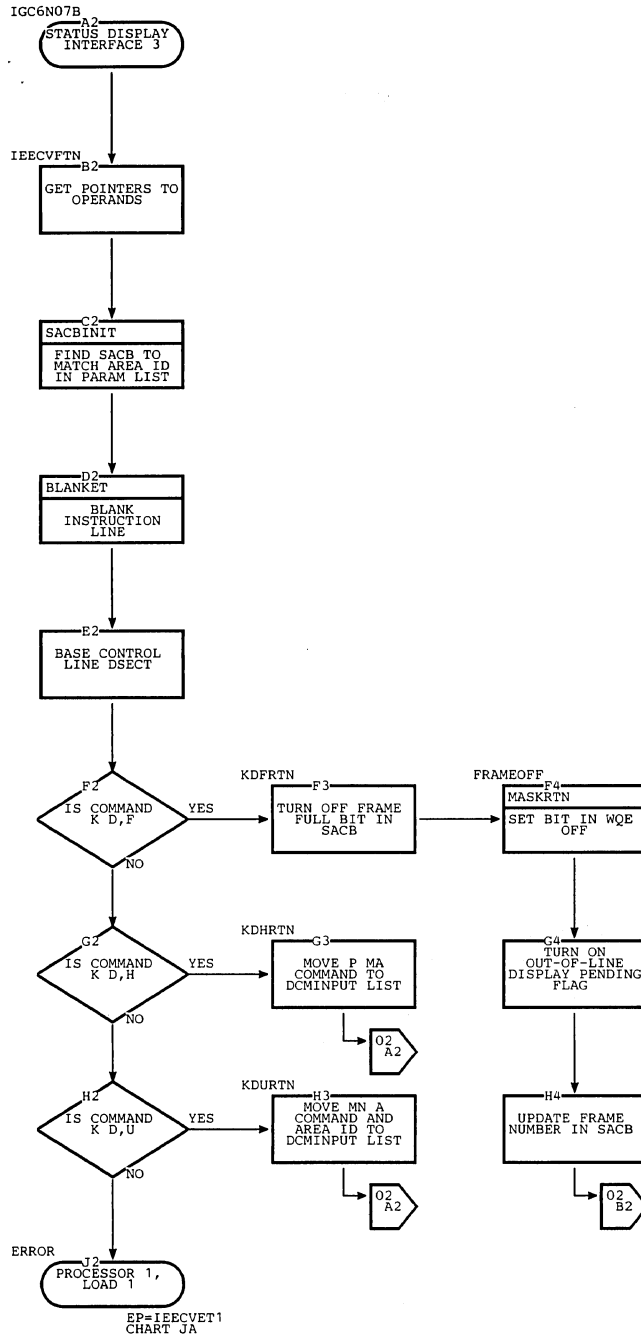 IGC6N07B
A2
STATUS DISPLAY
INTERFACE 3
IEECVFTN
B2
GET POINTERS TO
OPERANDS
C2
SACBINIT
FIND SACB TO
MATCH AREA ID
IN PARAM LIST
D2
BLANKET
BLANK
INSTRUCTION
LINE
E2
BASE CONTROL
LINE DSECT
F2
IS COMMAND
K D,F
YES
NO
KDFRTN
F3
TURN OFF FRAME
FULL BIT IN
SACB
FRAMEOFF
F4
MASKRTN
SET BIT IN WQE
OFF
G2
IS COMMAND
K D,H
YES
NO
KDHRTN
G3
MOVE P MA
COMMAND TO
DCMINPUT LIST
02
A2
G4
TURN ON
OUT-OF-LINE
DISPLAY PENDING
FLAG
H2
IS COMMAND
K D,U
YES
NO
KDURTN
H3
MOVE MN A
COMMAND AND
AREA ID TO
DCMINPUT LIST
02
A2
H4
UPDATE FRAME
NUMBER IN SACB
02
B2
ERROR
J2
PROCESSOR 1,
LOAD 1
EP=IEECVET1
CHART JA